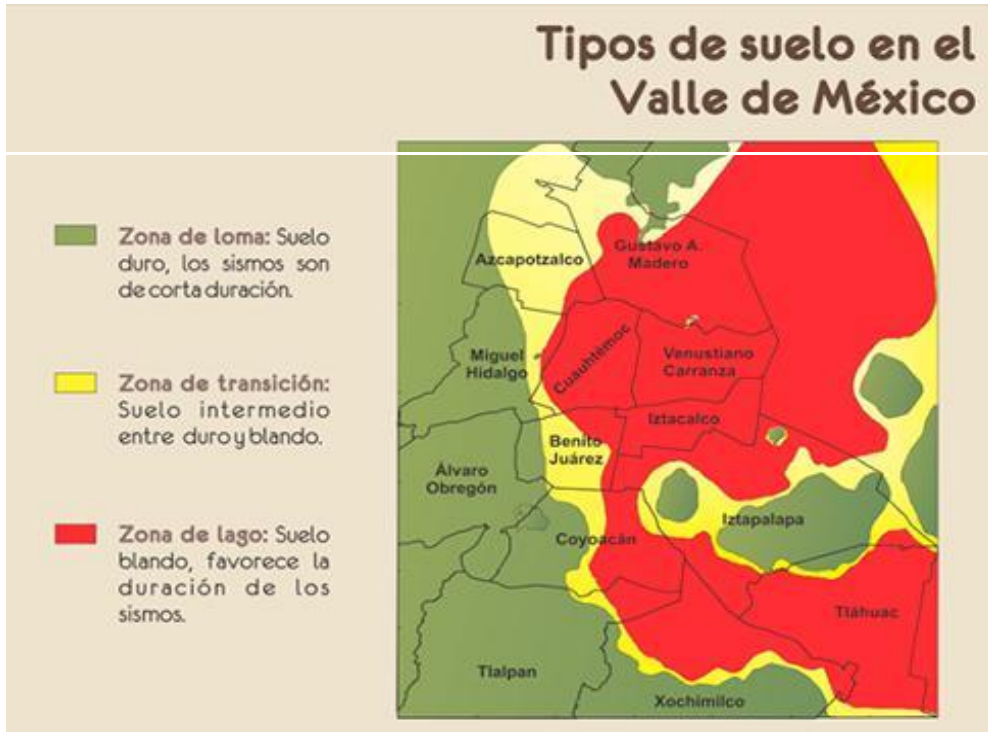 Tipos de suelo en el
Valle de México
Zona de loma: Suelo
duro, los sismos son
de corta duración.
Zona de transición:
Suelo intermedio
entre duro y blando.
Zona de lago: Suelo
blando, favorece la
duración de los
sismos.
Azcapotzalco
Gustavo A.
Madero
Miguel
Hidalgo
Cuauhtémoc
Venustiano
Carranza
Iztacalco
Benito
Juárez
Álvaro
Obregón
Iztapalapa
Coyoacán
Tláhuac
Tlalpan
Xochimilco